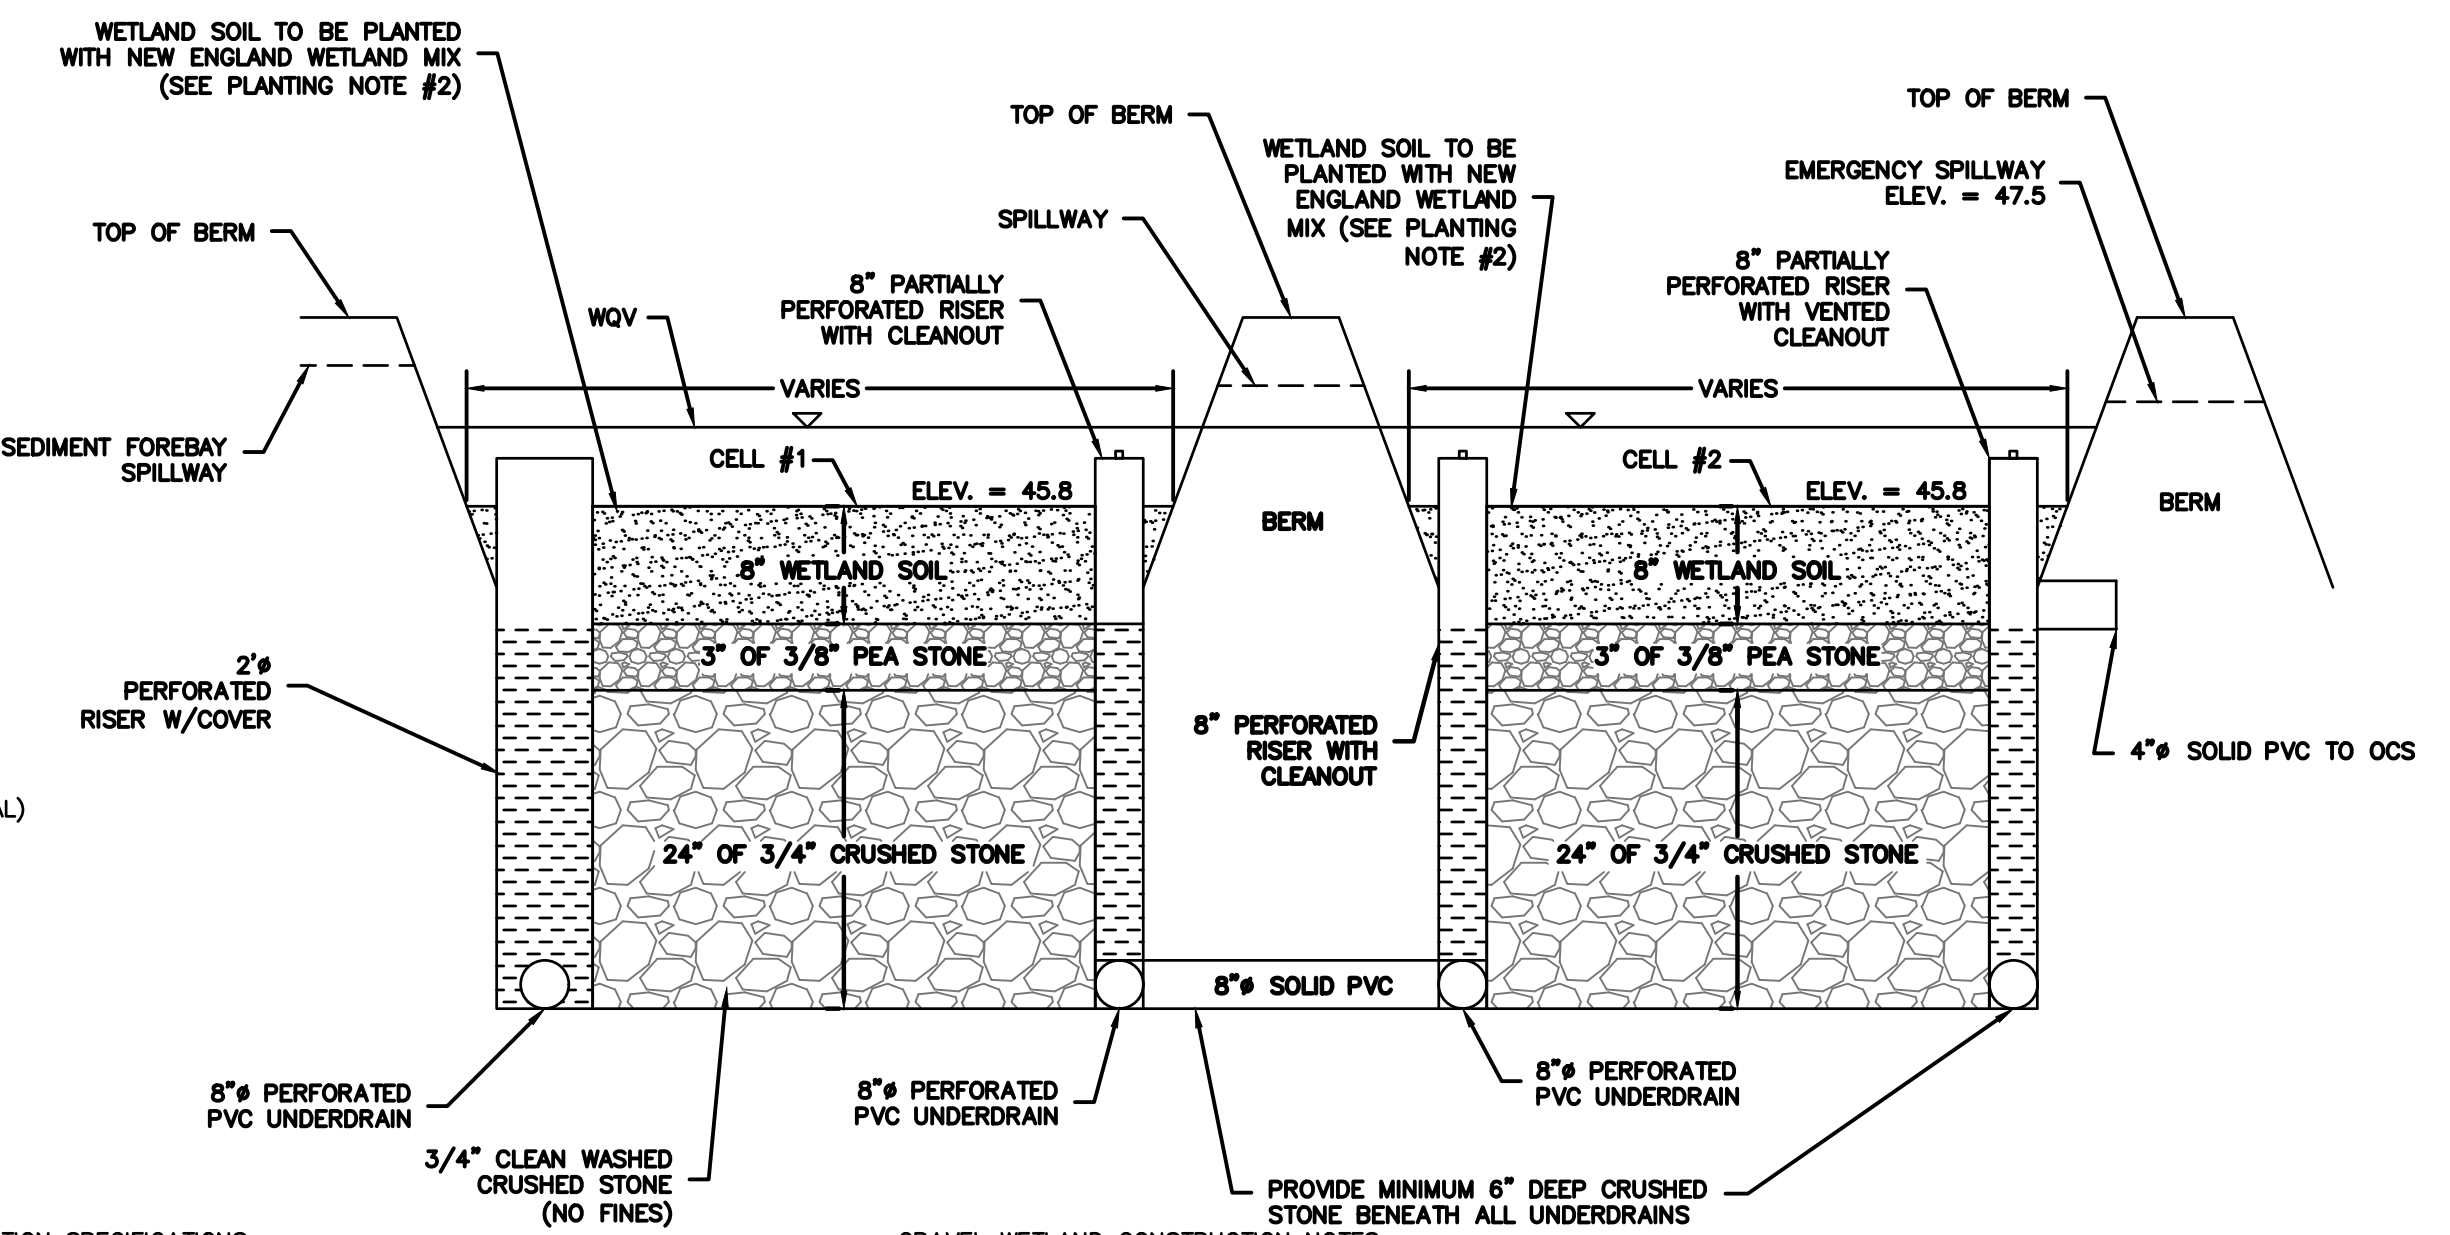 WETLAND SOIL TO BE PLANTED
WITH NEW ENGLAND WETLAND MIX
(SEE PLANTING NOTE #2)
TOP OF BERM
TOP OF BERM
WETLAND SOIL TO BE
PLANTED WITH NEW
ENGLAND WETLAND
MIX (SEE PLANTING
NOTE #2)
TOP OF BERM
EMERGENCY SPILLWAY
ELEV. = 47.5
SPILLWAY
8" PARTIALLY
PERFORATED RISER
WITH CLEANOUT
8" PARTIALLY
PERFORATED RISER
WITH VENTED
CLEANOUT
WQV
VARIES
VARIES
SEDIMENT FOREBAY
SPILLWAY
CELL #1
ELEV. = 45.8
CELL #2
ELEV. = 45.8
BERM
BERM
8" WETLAND SOIL
8" WETLAND SOIL
3" OF 3/8" PEA STONE
3" OF 3/8" PEA STONE
2'ø
PERFORATED
RISER W/COVER
8" PERFORATED
RISER WITH
CLEANOUT
4"ø SOLID PVC TO OCS
AL)
24" OF 3/4" CRUSHED STONE
24" OF 3/4" CRUSHED STONE
8"ø SOLID PVC
8"ø PERFORATED
PVC UNDERDRAIN
8"ø PERFORATED
PVC UNDERDRAIN
8"ø PERFORATED
PVC UNDERDRAIN
3/4" CLEAN WASHED
CRUSHED STONE
(NO FINES)
PROVIDE MINIMUM 6" DEEP CRUSHED
STONE BENEATH ALL UNDERDRAINS
TION SPECIFICATIONS
GRAVEL WETLAND CONSTRUCTION NOTES